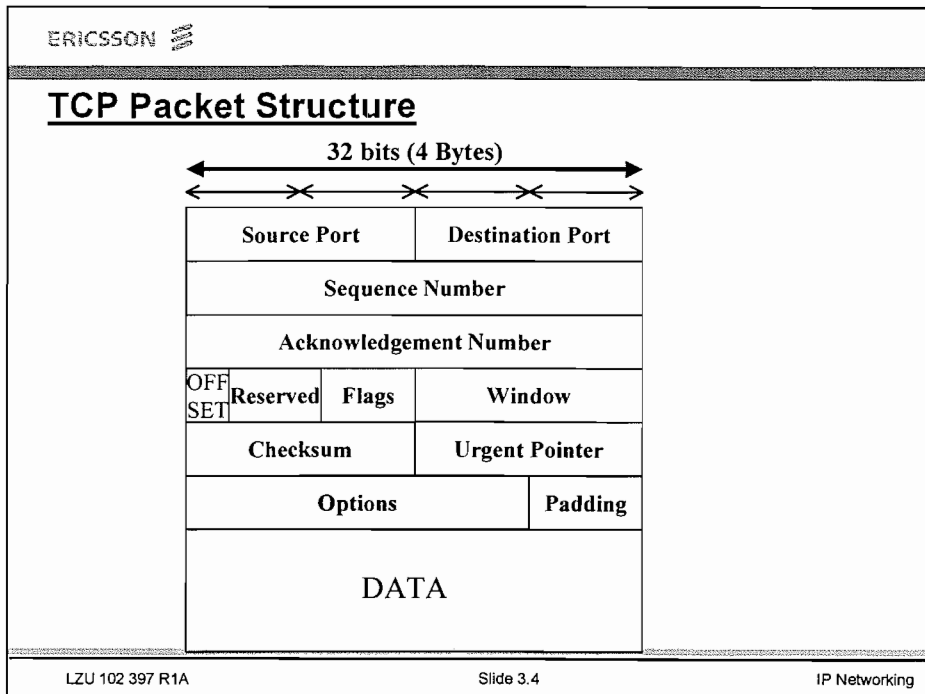 ERICSSON
TCP Packet Structure
32 bits (4 Bytes)
Source Port Destination Port
Sequence Number
Acknowledgement Number
OFF
SET Reserved Flags Window
Checksum Urgent Pointer
Options Padding
DATA
LZU 102 397 R1A Slide 3.4 IP Networking